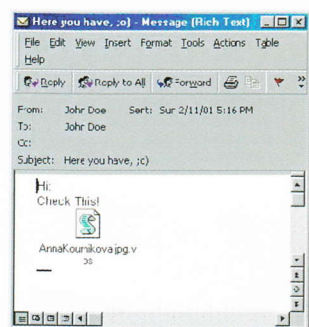 Here you have, ;o) - Message (Rich Text)
File Edit View Insert Format Tools Actions Table
Help
Reply Reply to All Forward
From: John Doe Sent: Sun 2/11/01 5:16 PM
To: John Doe
Cc:
Subject: Here you have, ;o)
Hi:
Check This!
AnnaKournikova.jpg.v
bs